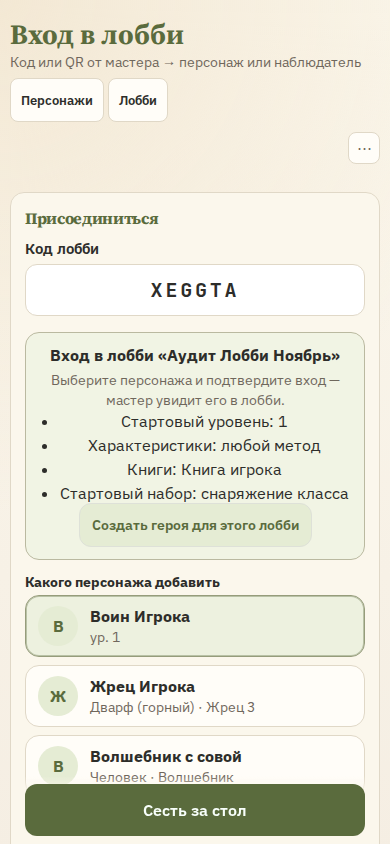 Вход в лобби
Код или QR от мастера → персонаж или наблюдатель
Персонажи
Лобби
...
Присоединиться
Код лобби
XEGGTA
Вход в лобби «Аудит Лобби Ноябрь»
Выберите персонажа и подтвердите вход —
мастер увидит его в лобби.
• Стартовый уровень: 1
• Характеристики: любой метод
• Книги: Книга игрока
• Стартовый набор: снаряжение класса
Создать героя для этого лобби
Какого персонажа добавить
В
Воин Игрока
ур. 1
Ж
Жрец Игрока
Дварф (горный) · Жрец 3
В
Волшебник с совой
Человек · Волшебник
Сесть за стол